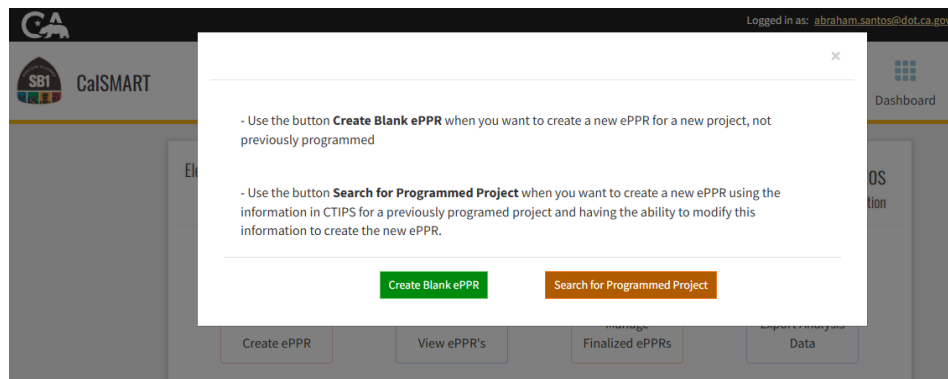 CA
Logged in as: abraham.santos@dot.ca.gov
×
SB1
CalSMART
Dashboard
- Use the button Create Blank ePPR when you want to create a new ePPR for a new project, not
previously programmed
Ele
OS
- Use the button Search for Programmed Project when you want to create a new ePPR using the
information in CTIPS for a previously programed project and having the ability to modify this
information to create the new ePPR.
tion
Create Blank ePPR
Search for Programmed Project
Manage
Export Analysis
Create ePPR
View ePPR's
Finalized ePPRs
Data